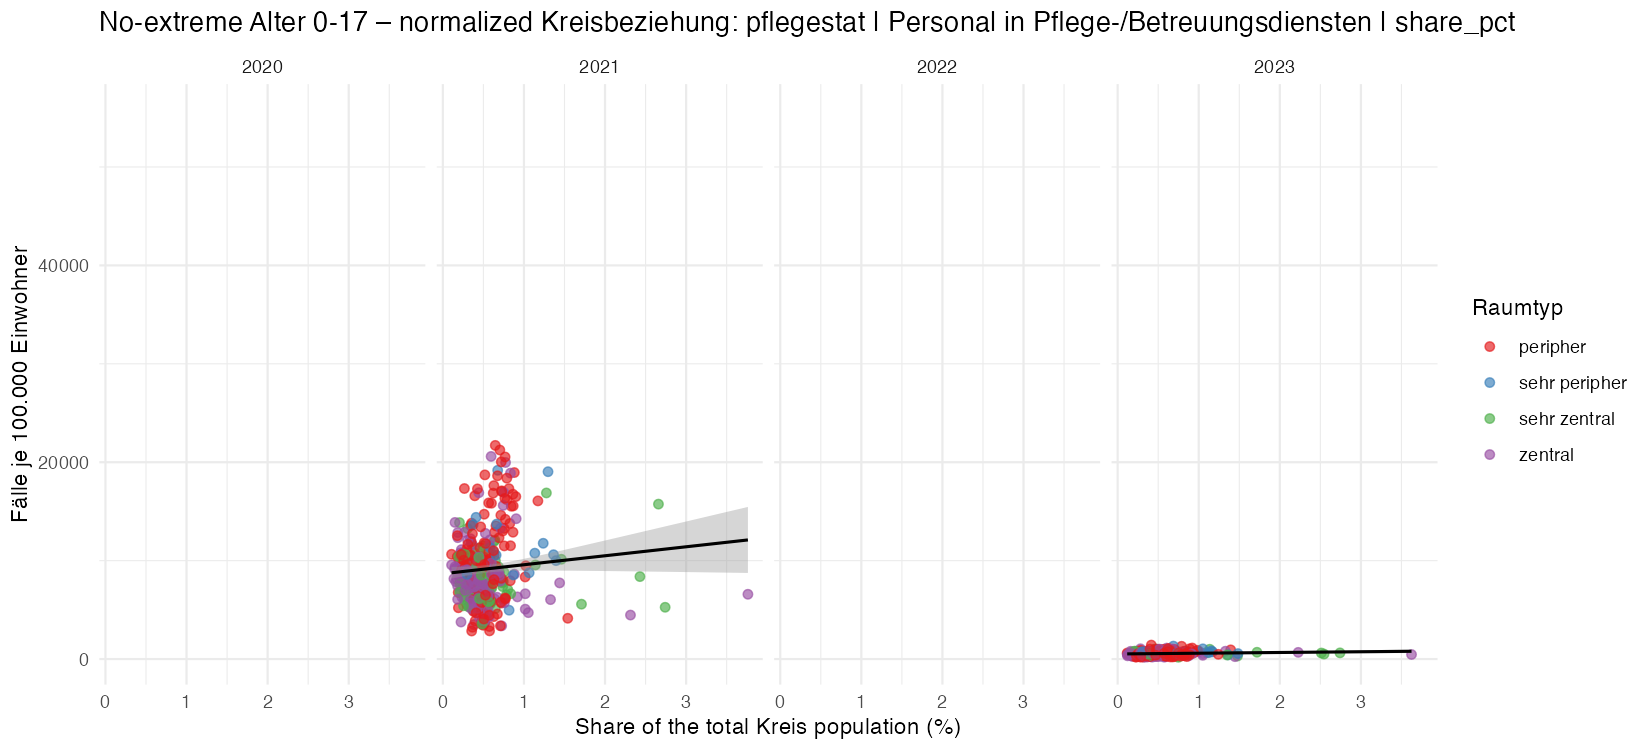 No-extreme Alter 0-17 – normalized Kreisbeziehung: pflegestat | Personal in Pflege-/Betreuungsdiensten | share_pct
2020
2021
2022
2023
Fälle je 100.000 Einwohner
40000
20000
0
0 1 2 3
0 1 2 3
0 1 2 3
0 1 2 3
Share of the total Kreis population (%)
Raumtyp
peripher
sehr peripher
sehr zentral
zentral